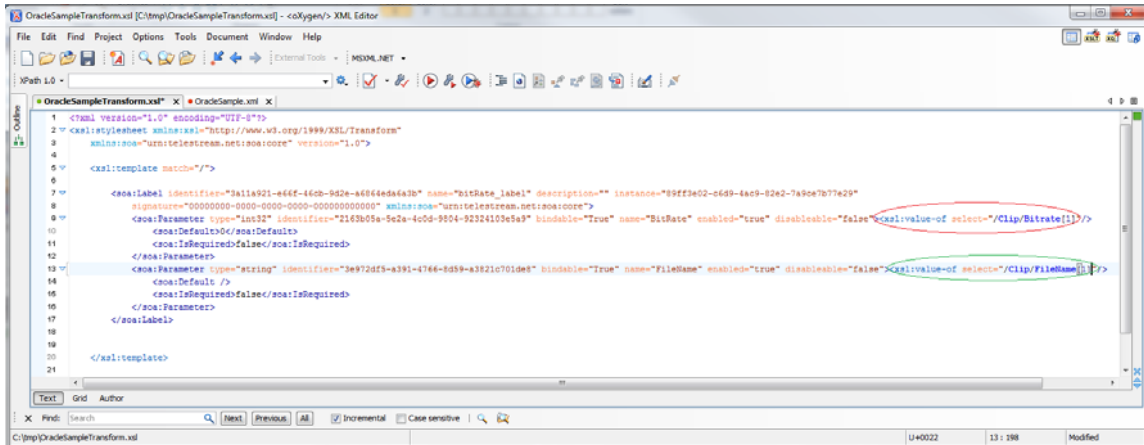 OracleSampleTransform.xsl [C:\tmp\OracleSampleTransform.xsl] - <oXygen/> XML Editor
File Edit Find Project Options Tools Document Window Help
External Tools MSXML.NET
XPath 1.0
OracleSampleTransform.xsl* x OracleSample.xml x
Outline
1 <?xml version="1.0" encoding="UTF-8"?>
2 <xsl:stylesheet xmlns:xsl="http://www.w3.org/1999/XSL/Transform"
3 xmlns:soa="urn:telestream.net:soa:core" version="1.0">
4
5 <xsl:template match="/">
6
7 <soa:Label identifier="3a11a921-e66f-46cb-9d2e-a6864eda6a3b" name="bitRate_label" description="" instance="89ff3e02-c6d9-4ac9-82e2-7a9ce7b77e29"
8 signature="00000000-0000-0000-0000-000000000000" xmlns:soa="urn:telestream.net:soa:core">
9 <soa:Parameter type="int32" identifier="2163b05a-5e2a-4c0d-9804-92324103e5a9" bindable="True" name="BitRate" enabled="true" disableable="false"><xsl:value-of select="/Clip/Bitrate[1]"/>
10 <soa:Default>0</soa:Default>
11 <soa:IsRequired>false</soa:IsRequired>
12 </soa:Parameter>
13 <soa:Parameter type="string" identifier="3e972df5-a391-4766-8d59-a3821c701de8" bindable="True" name="FileName" enabled="true" disableable="false"><xsl:value-of select="/Clip/FileName[1]"/>
14 <soa:Default />
15 <soa:IsRequired>false</soa:IsRequired>
16 </soa:Parameter>
17 </soa:Label>
18
19
20 </xsl:template>
21
Text Grid Author
x Find: Search Next Previous All Incremental Case sensitive
C:\tmp\OracleSampleTransform.xsl U+0022 13 : 198 Modified